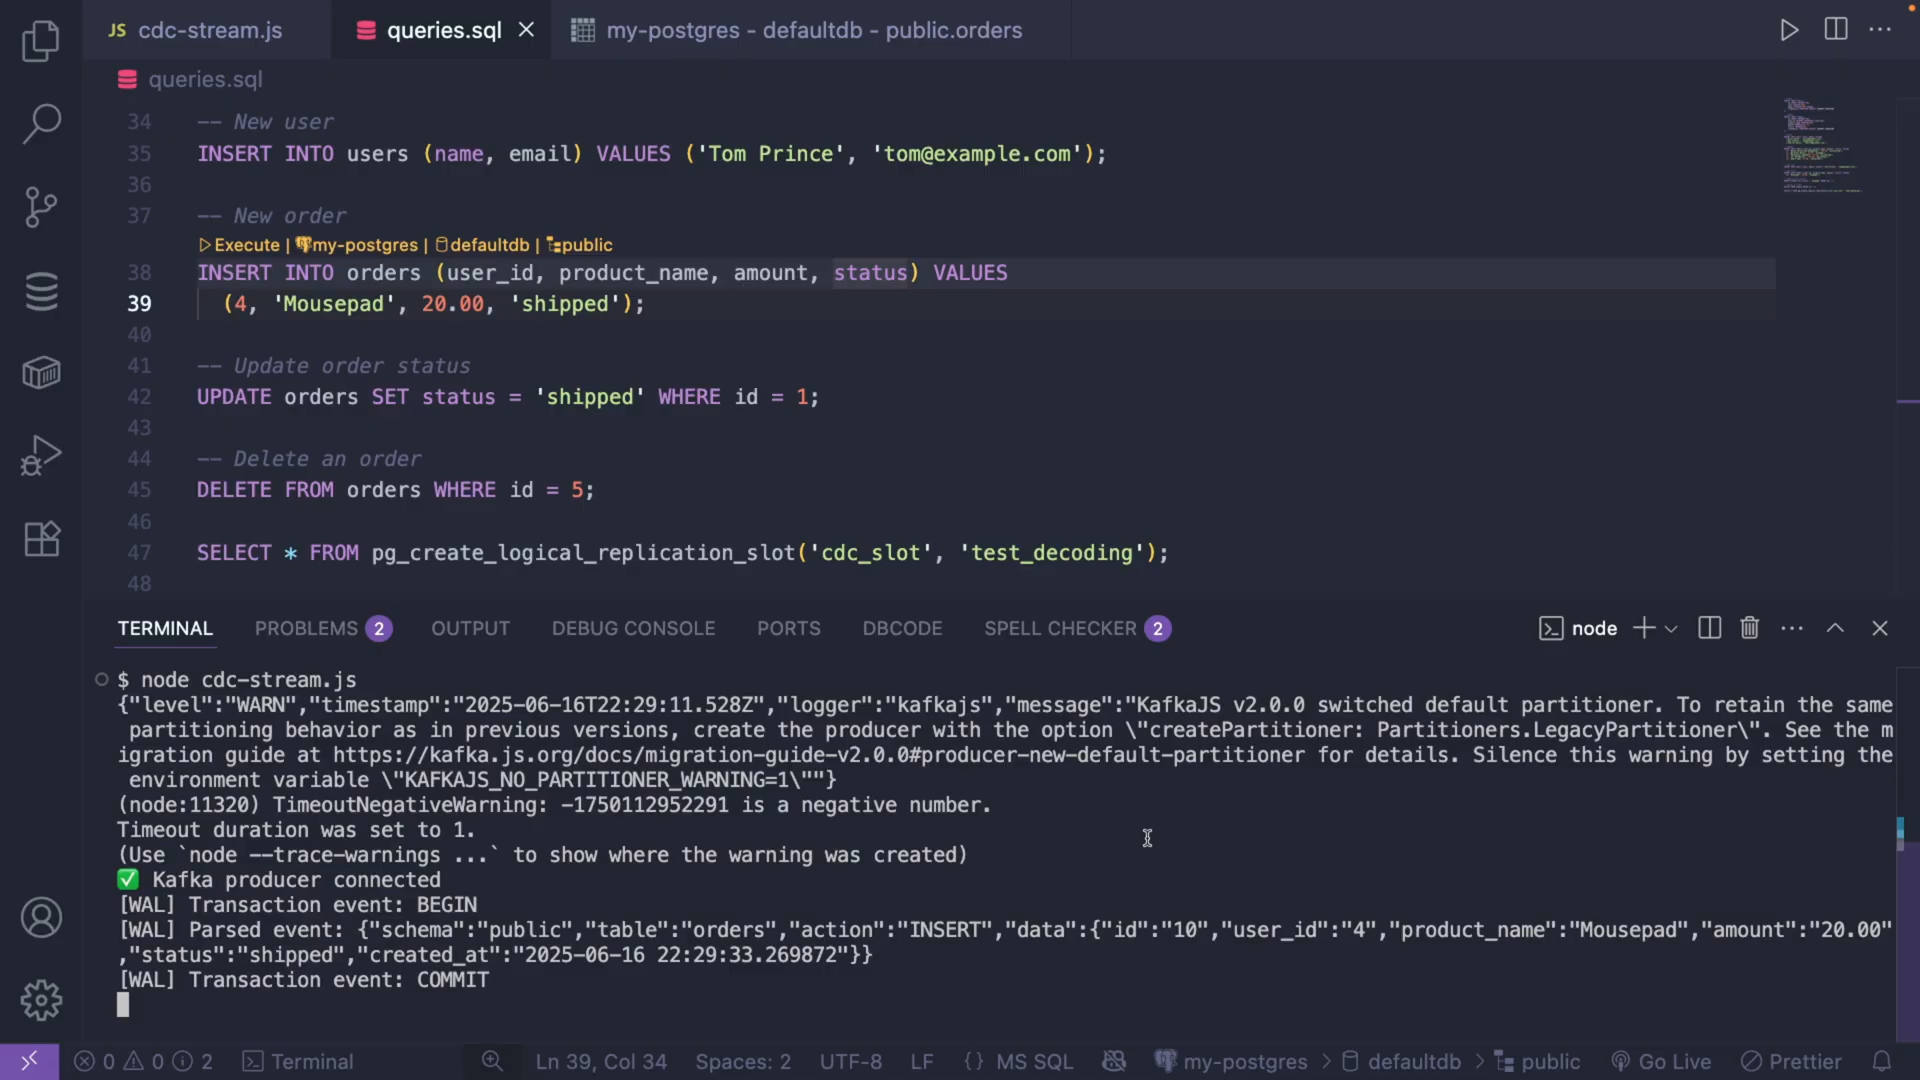 JS cdc-stream.js
queries.sql
my-postgres - defaultdb - public.orders
queries.sql
34 -- New user
35 INSERT INTO users (name, email) VALUES ('Tom Prince', 'tom@example.com');
36
37 -- New order
Execute | my-postgres | defaultdb | public
38 INSERT INTO orders (user_id, product_name, amount, status) VALUES
39 (4, 'Mousepad', 20.00, 'shipped');
40
41 -- Update order status
42 UPDATE orders SET status = 'shipped' WHERE id = 1;
43
44 -- Delete an order
45 DELETE FROM orders WHERE id = 5;
46
47 SELECT * FROM pg_create_logical_replication_slot('cdc_slot', 'test_decoding');
48
TERMINAL PROBLEMS 2 OUTPUT DEBUG CONSOLE PORTS DBCODE SPELL CHECKER 2 node
$ node cdc-stream.js
{"level":"WARN","timestamp":"2025-06-16T22:29:11.528Z","logger":"kafkajs","message":"KafkaJS v2.0.0 switched default partitioner. To retain the same
partitioning behavior as in previous versions, create the producer with the option \"createPartitioner: Partitioners.LegacyPartitioner\". See the m
igration guide at https://kafka.js.org/docs/migration-guide-v2.0.0#producer-new-default-partitioner for details. Silence this warning by setting the
environment variable \"KAFKAJS_NO_PARTITIONER_WARNING=1\""}
(node:11320) TimeoutNegativeWarning: -1750112952291 is a negative number.
Timeout duration was set to 1.
(Use `node --trace-warnings ...` to show where the warning was created)
✅ Kafka producer connected
[WAL] Transaction event: BEGIN
[WAL] Parsed event: {"schema":"public","table":"orders","action":"INSERT","data":{"id":"10","user_id":"4","product_name":"Mousepad","amount":"20.00"
,"status":"shipped","created_at":"2025-06-16 22:29:33.269872"}}
[WAL] Transaction event: COMMIT
0 0 2 Terminal Ln 39, Col 34 Spaces: 2 UTF-8 LF {} MS SQL my-postgres > defaultdb > public Go Live Prettier